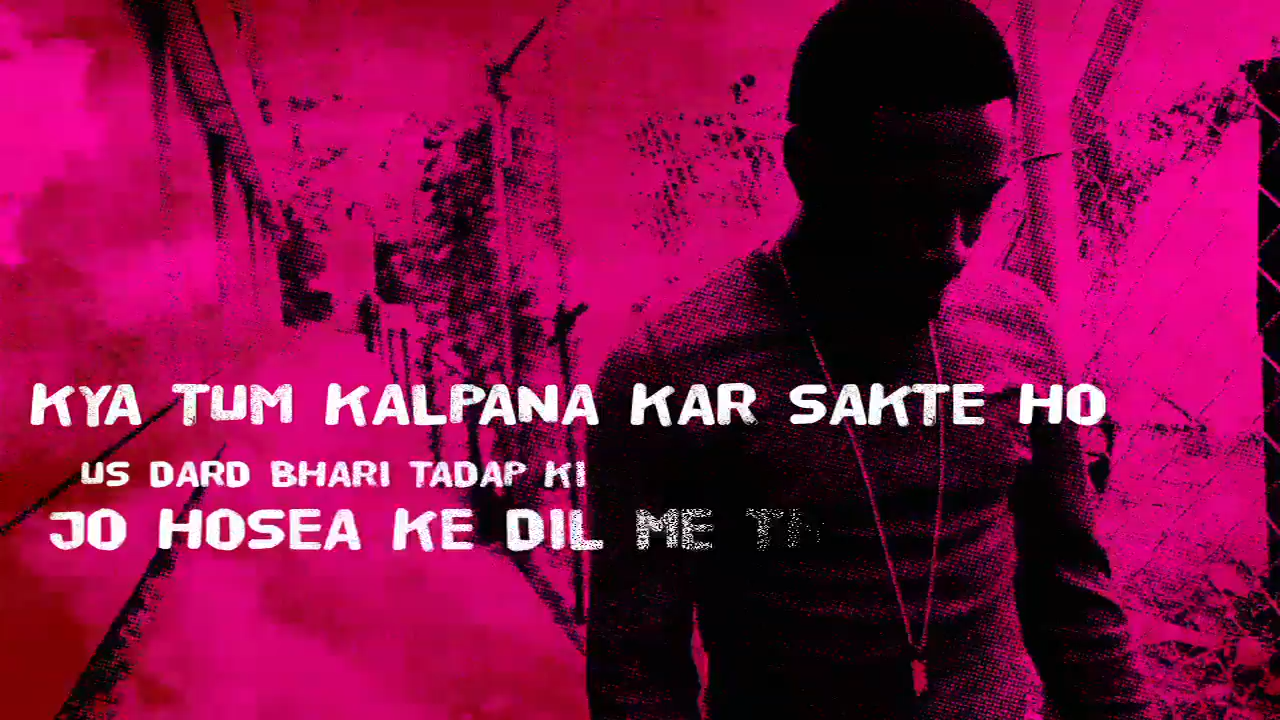 KYA TUM KALPANA KAR SAKTE HO
US DARD BHARI TADAP KI
JO HOSEA KE DIL ME